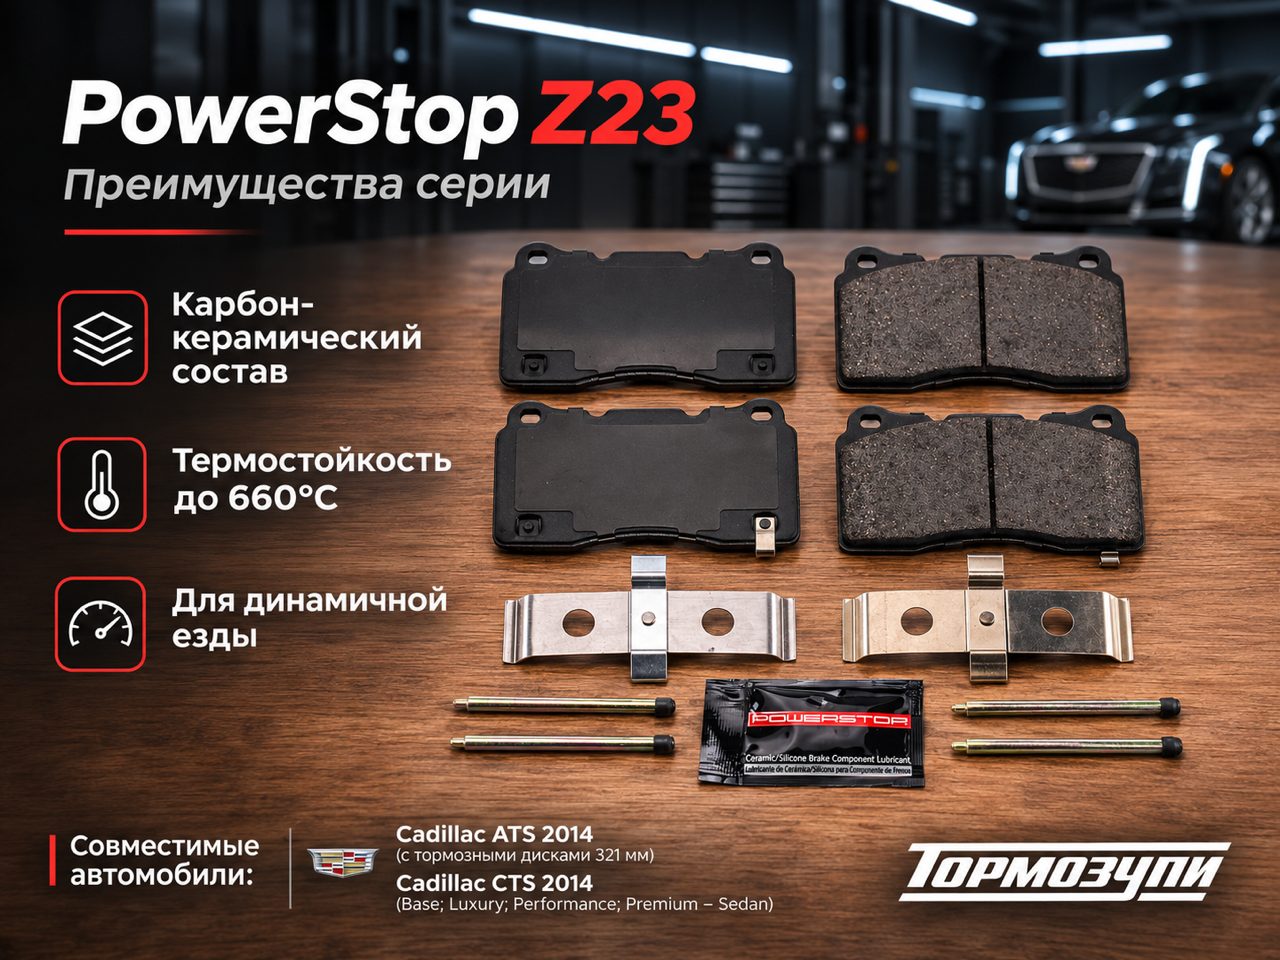 PowerStop Z23
Преимущества серии
Карбон-
керамический
состав
Термостойкость
до 660°C
Для динамичной
езды
POWERSTOP
Ceramic/Silicone Brake Component Lubricant
Lubricante de Cerámica/Silicona para Componente de Frenos
Совместимые
автомобили:
Cadillac ATS 2014
(с тормозными дисками 321 мм)
Cadillac CTS 2014
(Base; Luxury; Performance; Premium – Sedan)
ТОРМОЗУПИ